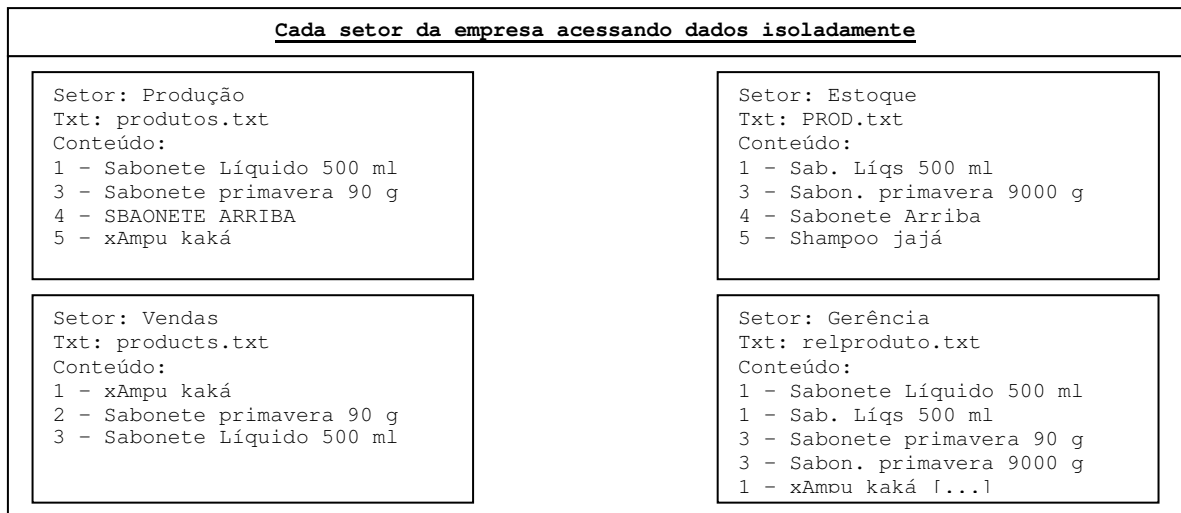 Cada setor da empresa acessando dados isoladamente
Setor: Produção
Txt: produtos.txt
Conteúdo:
1 – Sabonete Líquido 500 ml
3 – Sabonete primavera 90 g
4 – SBAONETE ARRIBA
5 – xAmpu kaká
Setor: Estoque
Txt: PROD.txt
Conteúdo:
1 – Sab. Líqs 500 ml
3 – Sabon. primavera 9000 g
4 – Sabonete Arriba
5 – Shampoo jajá
Setor: Vendas
Txt: products.txt
Conteúdo:
1 – xAmpu kaká
2 – Sabonete primavera 90 g
3 – Sabonete Líquido 500 ml
Setor: Gerência
Txt: relproduto.txt
Conteúdo:
1 – Sabonete Líquido 500 ml
1 – Sab. Líqs 500 ml
3 – Sabonete primavera 90 g
3 – Sabon. primavera 9000 g
1 – xAmpu kaká [...]